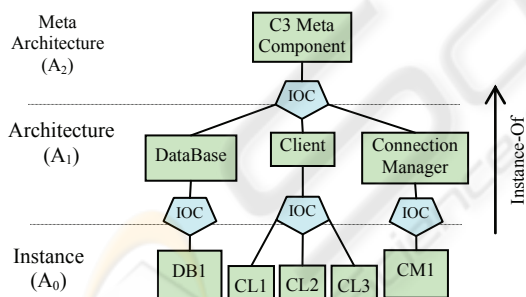 Meta
Architecture
(A2)
C3 Meta
Component
IOC
Architecture
(A1)
DataBase
Client
Connection
Manager
IOC
IOC
IOC
Instance
(A0)
DB1
CL1
CL2
CL3
CM1
Instance-Of